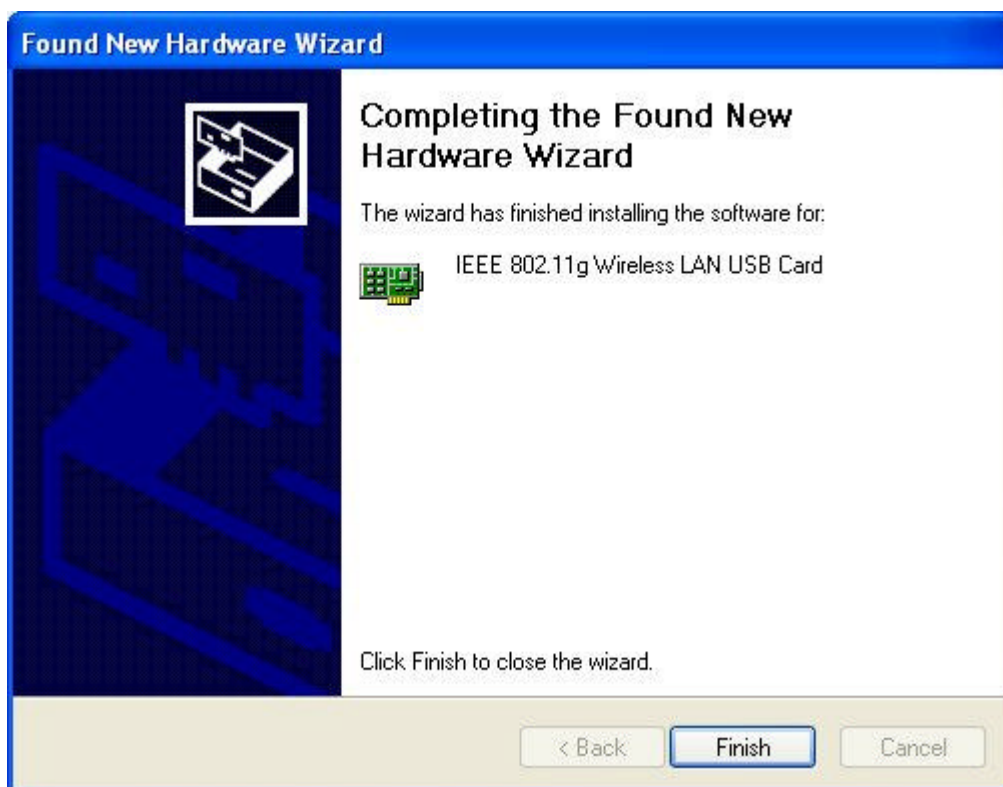 Found New Hardware Wizard
Completing the Found New
Hardware Wizard
The wizard has finished installing the software for:
IEEE 802.11g Wireless LAN USB Card
Click Finish to close the wizard.
< Back Finish Cancel